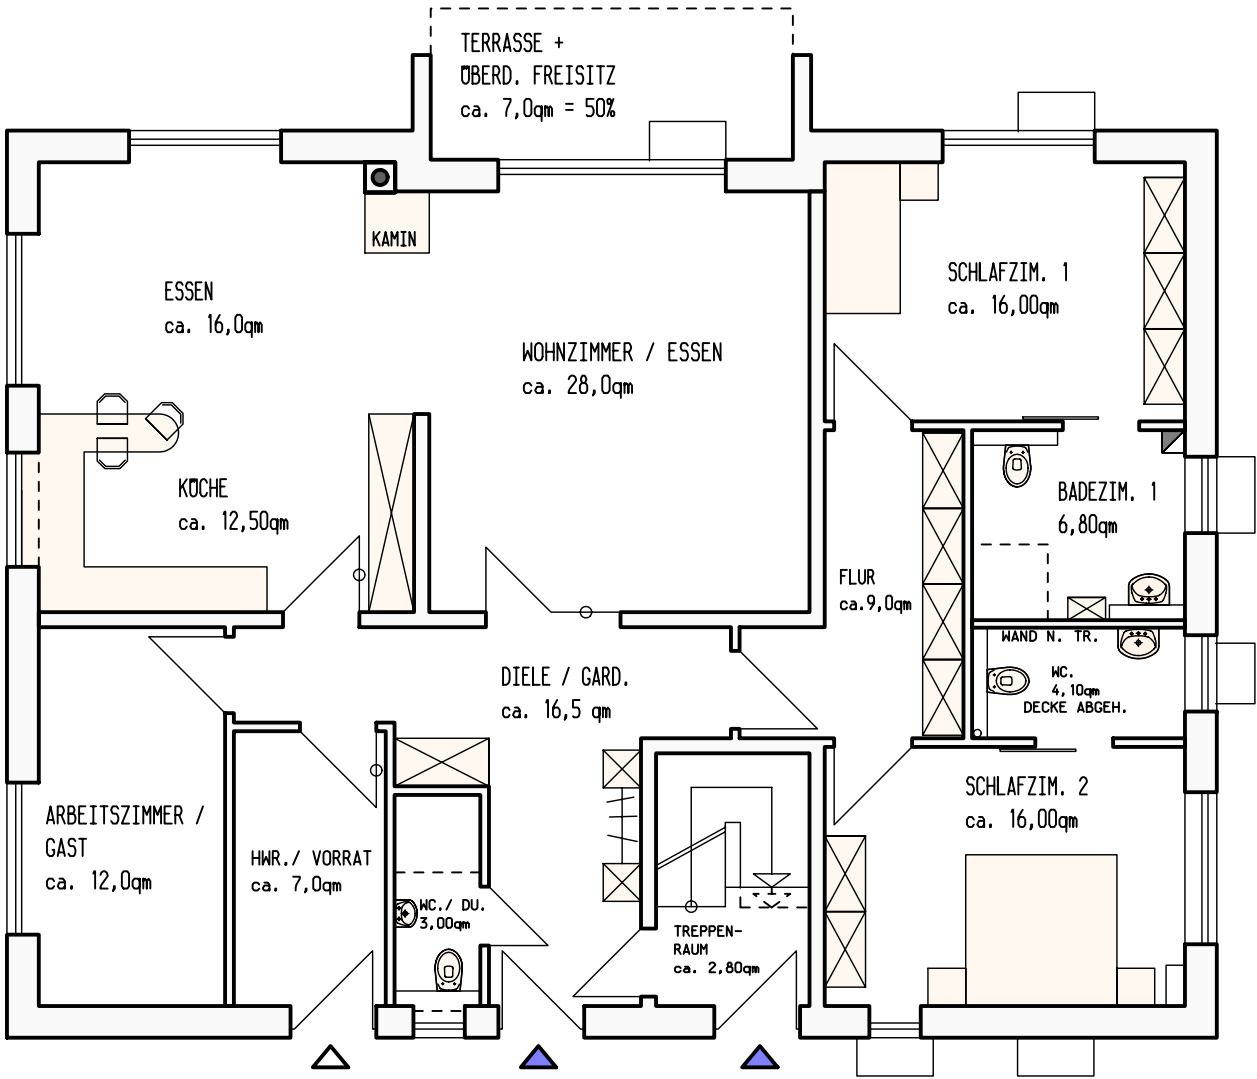 TERRASSE +
ÜBERD. FREISITZ
ca. 7,0qm = 50%
KAMIN
ESSEN
ca. 16,0qm
WOHNZIMMER / ESSEN
ca. 28,0qm
SCHLAFZIM. 1
ca. 16,00qm
KÜCHE
ca. 12,50qm
BADEZIM. 1
6,80qm
FLUR
ca.9,0qm
WAND N. TR.
WC.
4,10qm
DECKE ABGEH.
DIELE / GARD.
ca. 16,5 qm
SCHLAFZIM. 2
ca. 16,00qm
ARBEITSZIMMER /
GAST
ca. 12,0qm
HWR./ VORRAT
ca. 7,0qm
WC./ DU.
3,00qm
TREPPEN-
RAUM
ca. 2,80qm